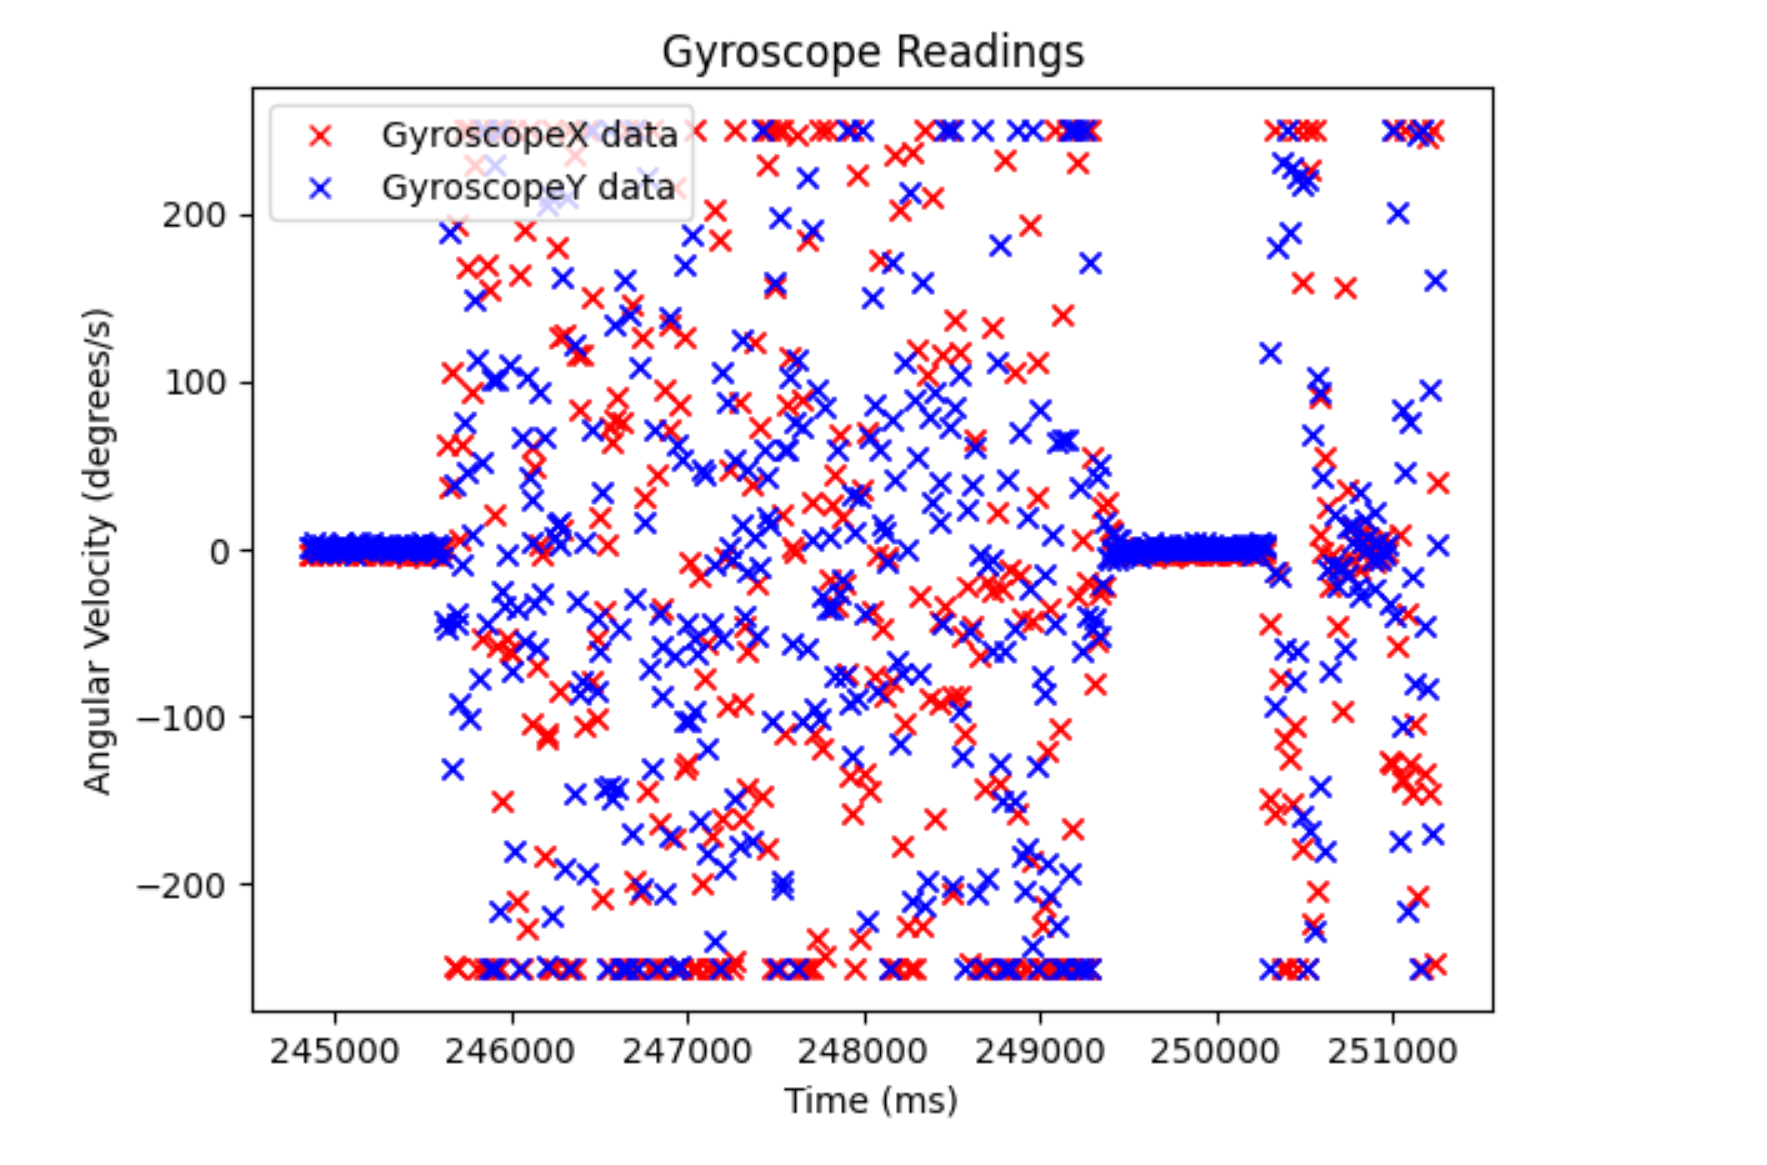 Gyroscope Readings
GyroscopeX data
GyroscopeY data
Angular Velocity (degrees/s)
200
100
0
−100
−200
245000 246000 247000 248000 249000 250000 251000
Time (ms)